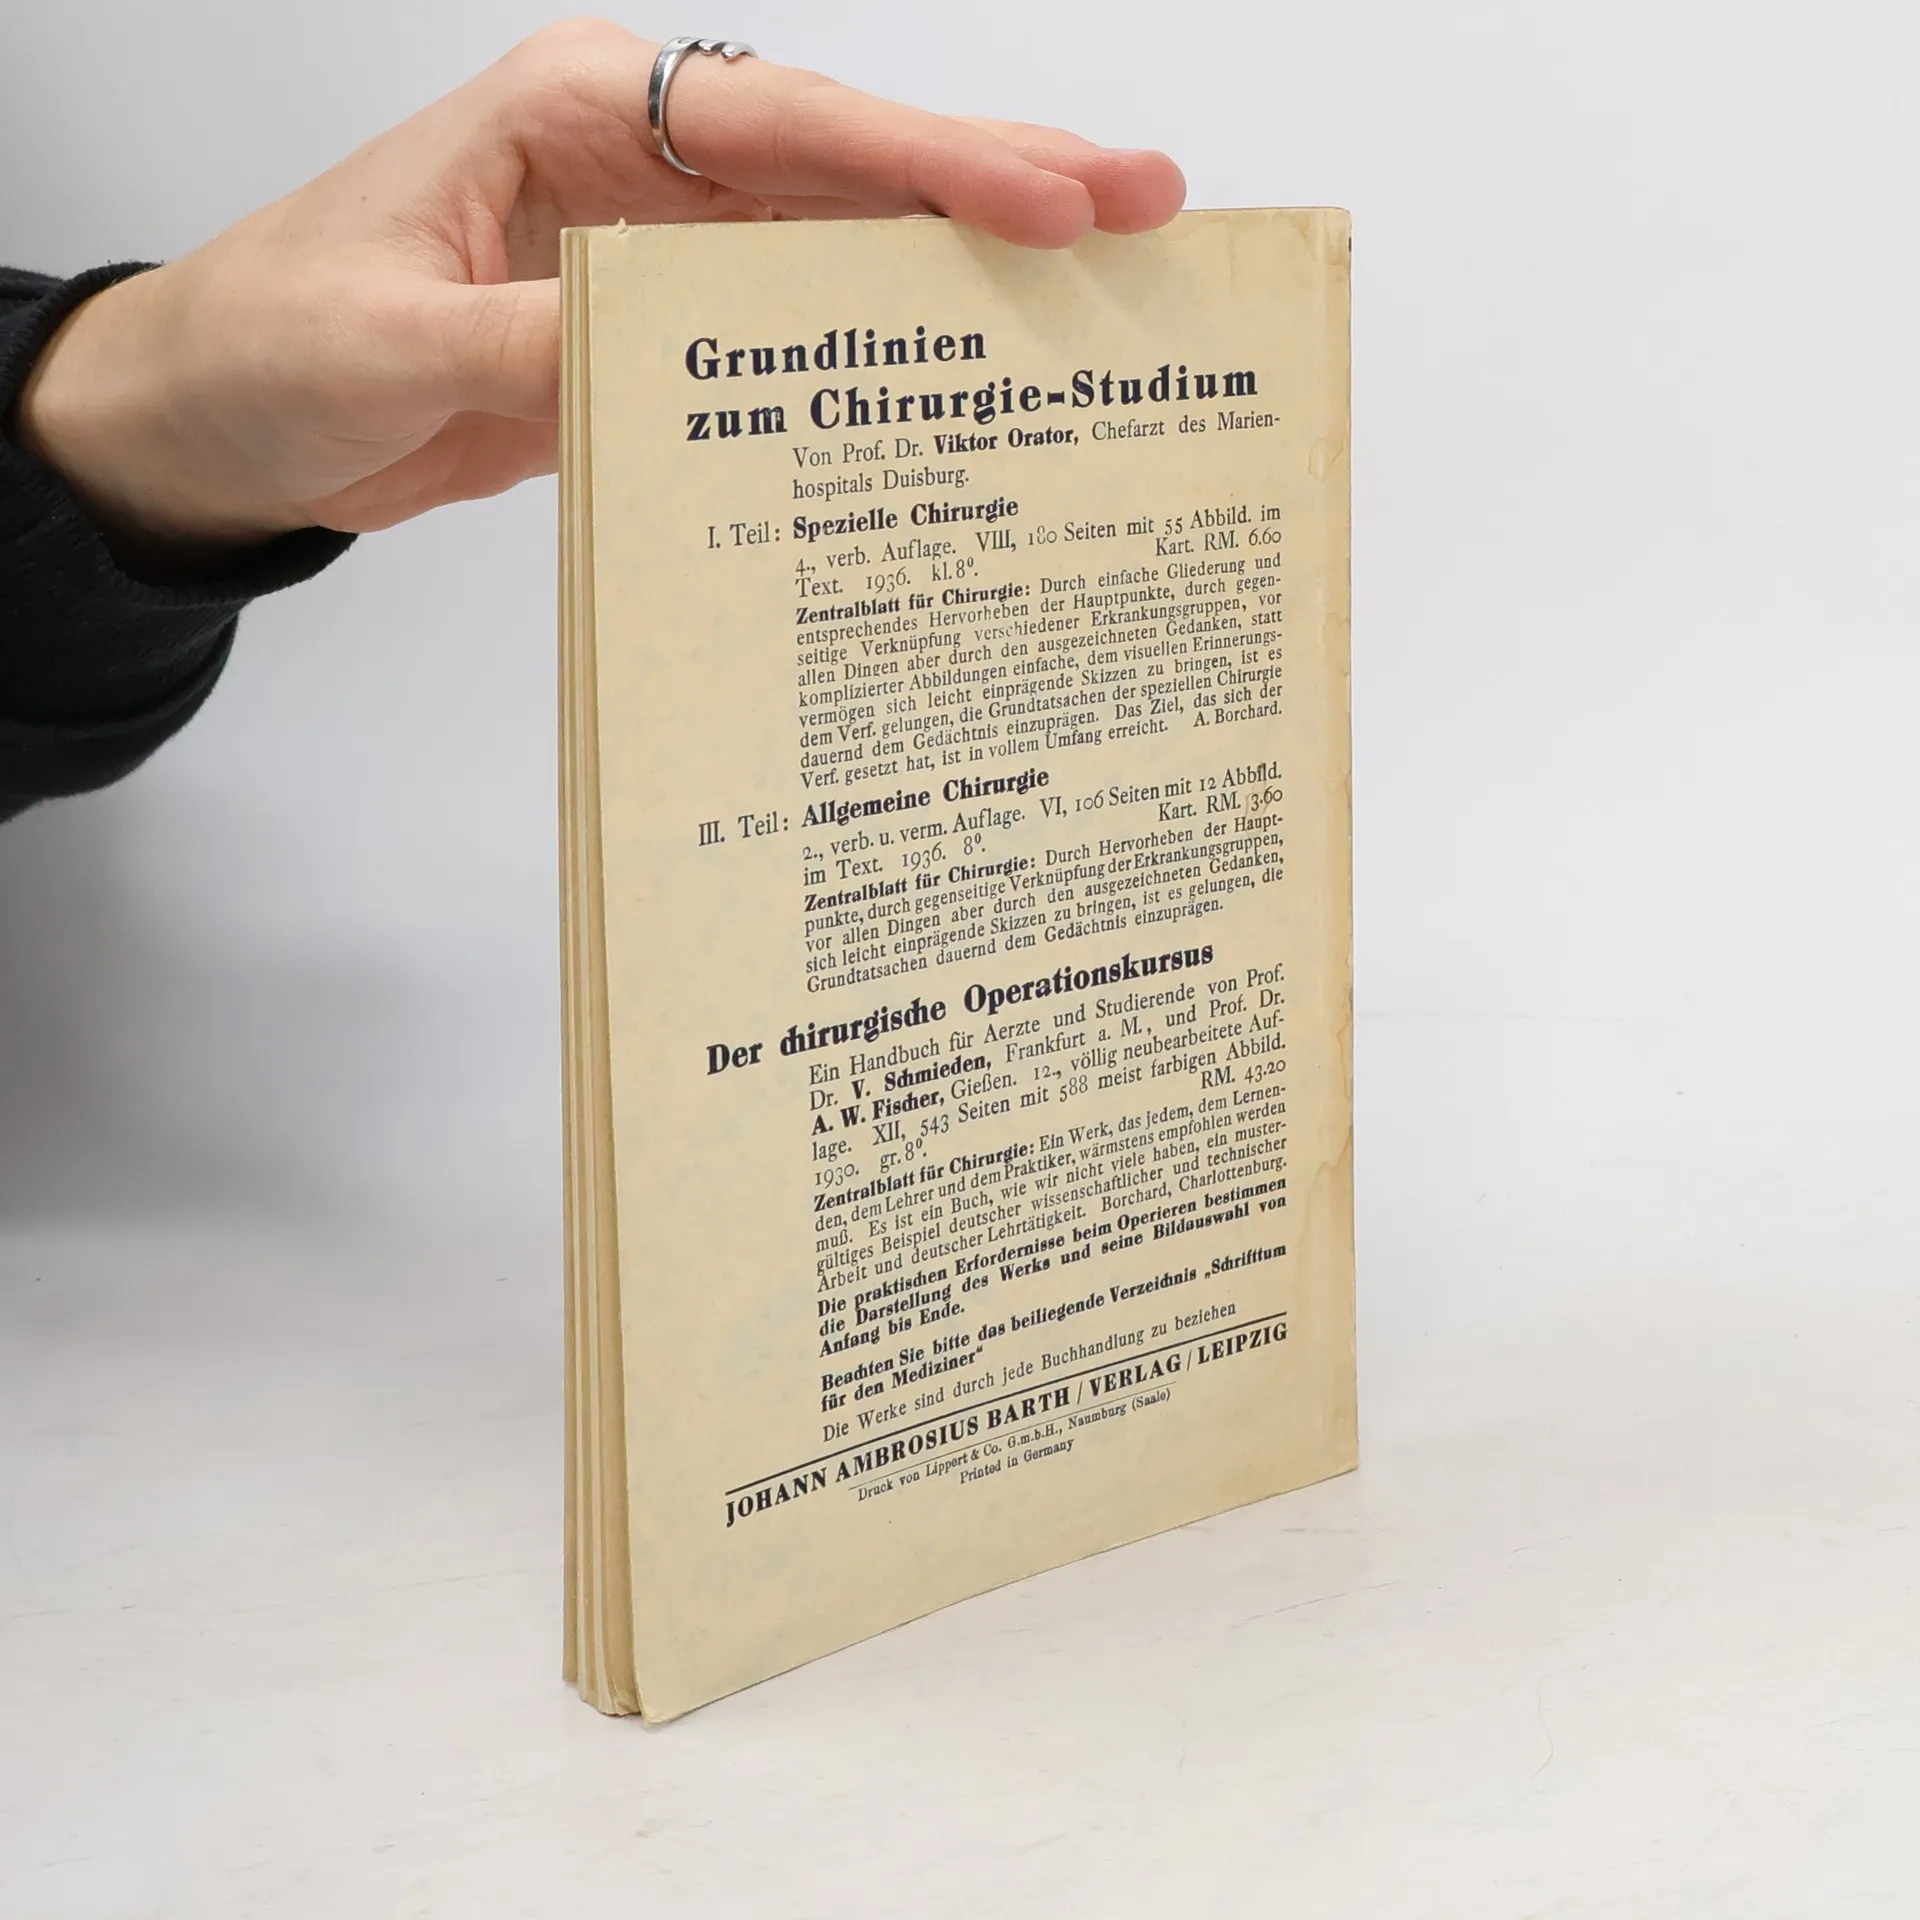 Grundlinien
zum Chirurgie-Studium
Von Prof. Dr. Viktor Orator, Chefarzt des Marien-
hospitals Duisburg.
I. Teil: Spezielle Chirurgie
4., verb. Auflage. VIII, 180 Seiten mit 55 Abbild. im
Text. 1936. kl. 8⁰. Kart. RM. 6.60
Zentralblatt für Chirurgie: Durch einfache Gliederung und
entsprechendes Hervorheben der Hauptpunkte, durch gegen-
seitige Verknüpfung verschiedener Erkrankungsgruppen, vor
allen Dingen aber durch den ausgezeichneten Gedanken, statt
komplizierter Abbildungen einfache, dem visuellen Erinnerungs-
vermögen sich leicht einprägende Skizzen zu bringen, ist es
dem Verf. gelungen, die Grundtatsachen der speziellen Chirurgie
dauernd dem Gedächtnis einzuprägen. Das Ziel, das sich der
Verf. gesetzt hat, ist in vollem Umfang erreicht. A. Borchard.
III. Teil: Allgemeine Chirurgie
2., verb. u. verm. Auflage. VI, 106 Seiten mit 12 Abbild.
im Text. 1936. 8⁰. Kart. RM. 3.60
Zentralblatt für Chirurgie: Durch Hervorheben der Haupt-
punkte, durch gegenseitige Verknüpfung der Erkrankungsgruppen,
vor allen Dingen aber durch den ausgezeichneten Gedanken,
sich leicht einprägende Skizzen zu bringen, ist es gelungen, die
Grundtatsachen dauernd dem Gedächtnis einzuprägen.
Der chirurgische Operationskursus
Ein Handbuch für Aerzte und Studierende von Prof.
Dr. V. Schmieden, Frankfurt a. M., und Prof. Dr.
A. W. Fischer, Gießen. 12., völlig neubearbeitete Auf-
lage. XII, 543 Seiten mit 588 meist farbigen Abbild.
1930. gr. 8⁰. RM. 43.20
Zentralblatt für Chirurgie: Ein Werk, das jedem, dem Lernen-
den, dem Lehrer und dem Praktiker, wärmstens empfohlen werden
muß. Es ist ein Buch, wie wir nicht viele haben, ein muster-
gültiges Beispiel deutscher wissenschaftlicher und technischer
Arbeit und deutscher Lehrtätigkeit. Borchard, Charlottenburg.
Die praktischen Erfordernisse beim Operieren bestimmen
die Darstellung des Werks und seine Bildauswahl von
Anfang bis Ende.
Beachten Sie bitte das beiliegende Verzeichnis „Schrifttum
für den Mediziner“
Die Werke sind durch jede Buchhandlung zu beziehen
JOHANN AMBROSIUS BARTH / VERLAG / LEIPZIG
Druck von Lippert & Co. G.m.b.H., Naumburg (Saale)
Printed in Germany